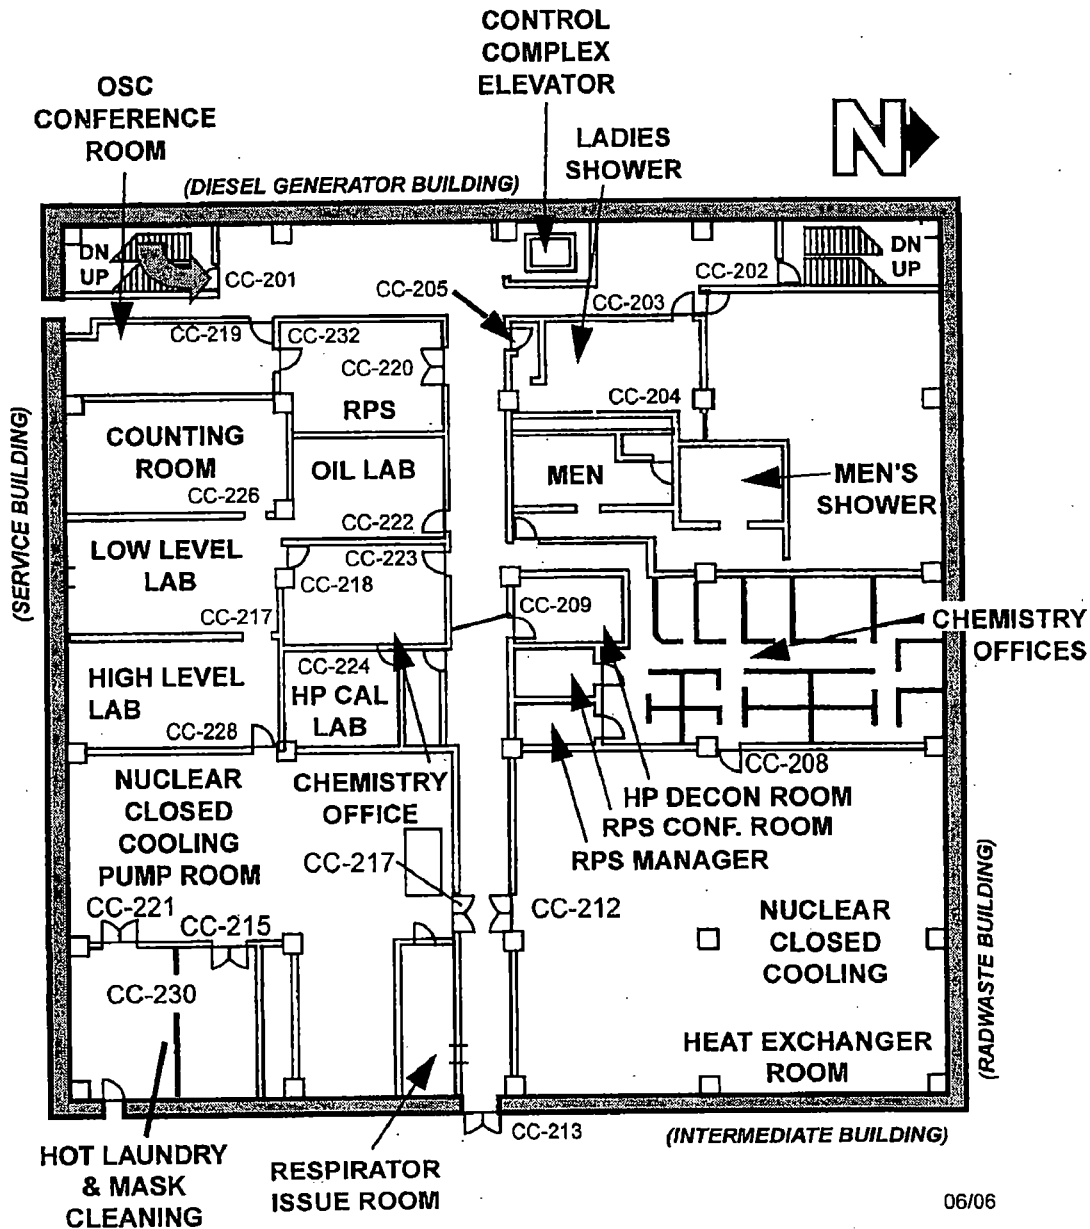 CONTROL
COMPLEX
ELEVATOR
OSC
CONFERENCE
ROOM
LADIES
SHOWER
N
(DIESEL GENERATOR BUILDING)
DN
UP
CC-201
CC-205
CC-202
CC-203
DN
UP
CC-219
CC-232
CC-220
RPS
CC-204
COUNTING
ROOM
CC-226
OIL LAB
CC-222
MEN
MEN'S
SHOWER
(SERVICE BUILDING)
LOW LEVEL
LAB
CC-217
CC-223
CC-218
CC-209
CHEMISTRY
OFFICES
HIGH LEVEL
LAB
CC-228
CC-224
HP CAL
LAB
NUCLEAR
CLOSED
COOLING
PUMP ROOM
CHEMISTRY
OFFICE
CC-208
HP DECON ROOM
RPS CONF. ROOM
RPS MANAGER
CC-217
CC-221
CC-215
CC-212
NUCLEAR
CLOSED
COOLING
(RADWASTE BUILDING)
CC-230
HEAT EXCHANGER
ROOM
CC-213
(INTERMEDIATE BUILDING)
HOT LAUNDRY
& MASK
CLEANING
RESPIRATOR
ISSUE ROOM
06/06